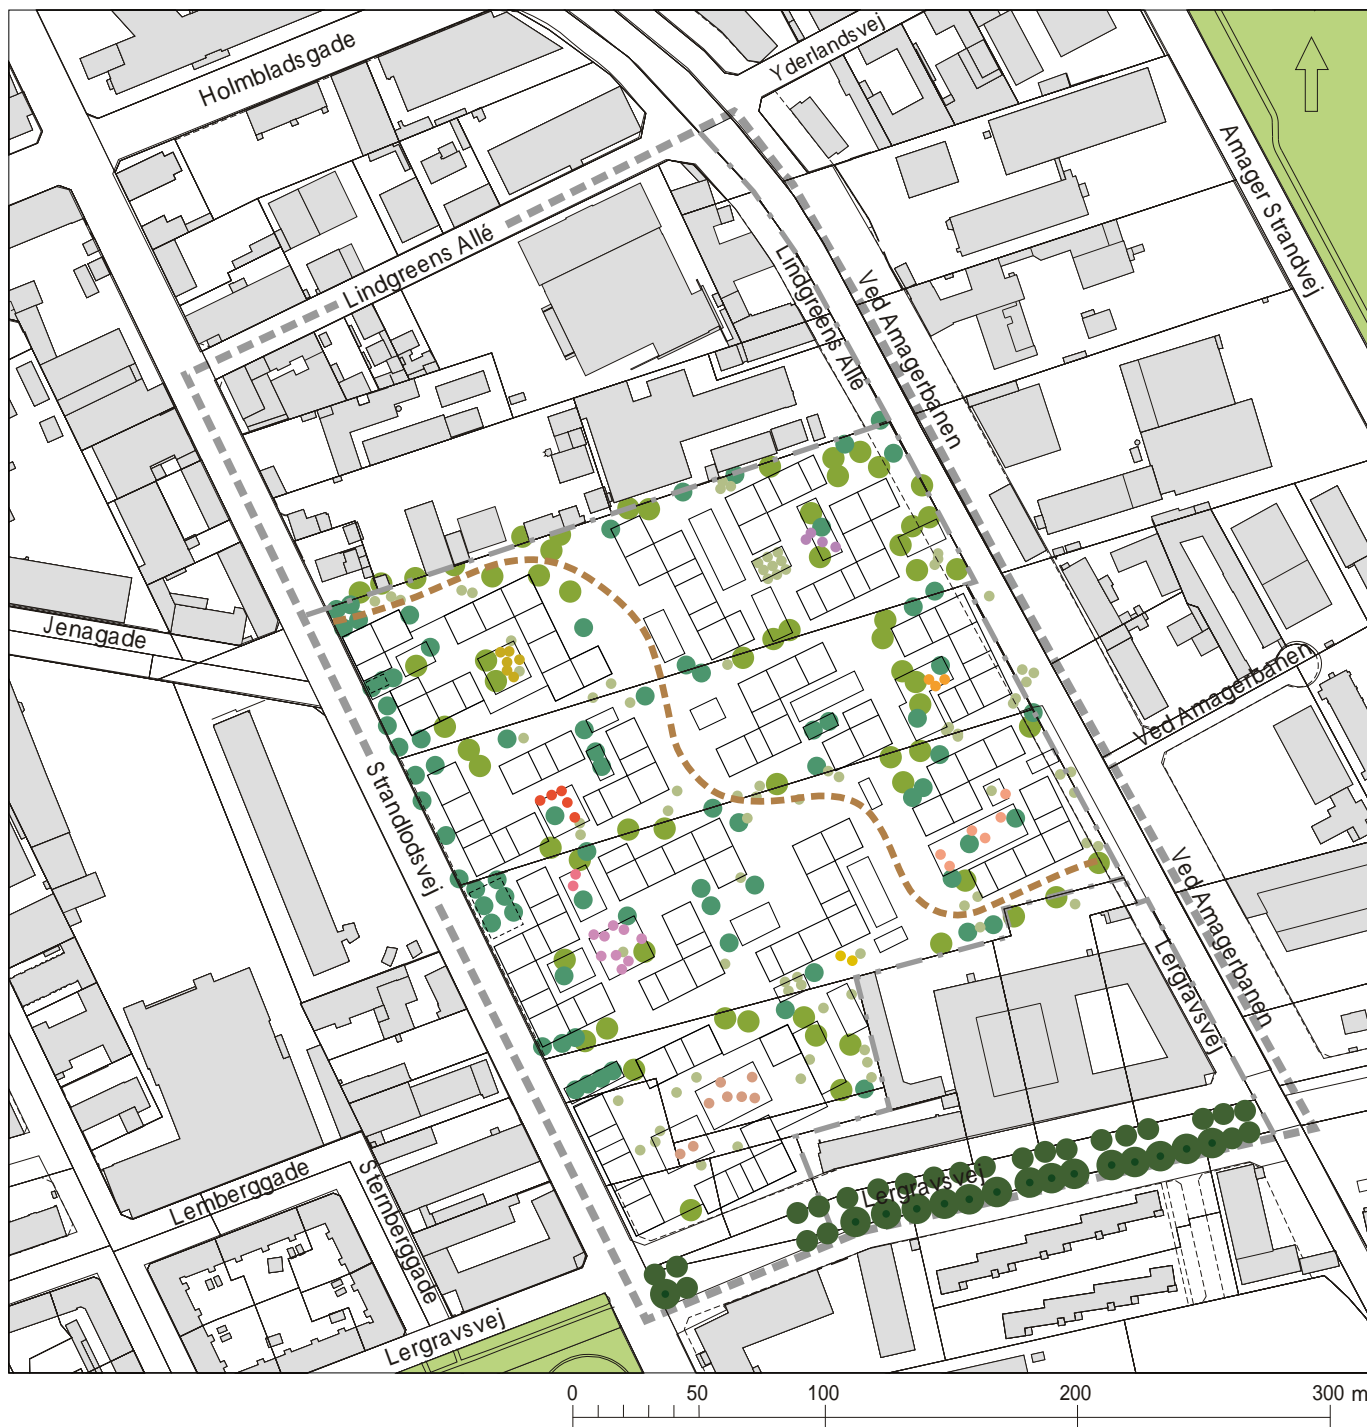 Holmbladsgade
Yderlandsvej
Amager Strandvej
Lindgreens Allé
Lindgreens Allé
Ved Amagerbanen
Jenagade
Ved Amagerbanen
Strandlodsvej
Ved Amagerbanen
Lergravsvej
Lergravsvej
Lemberggade
Sternberggade
Lergravsvej
0 50 100 200 300 m